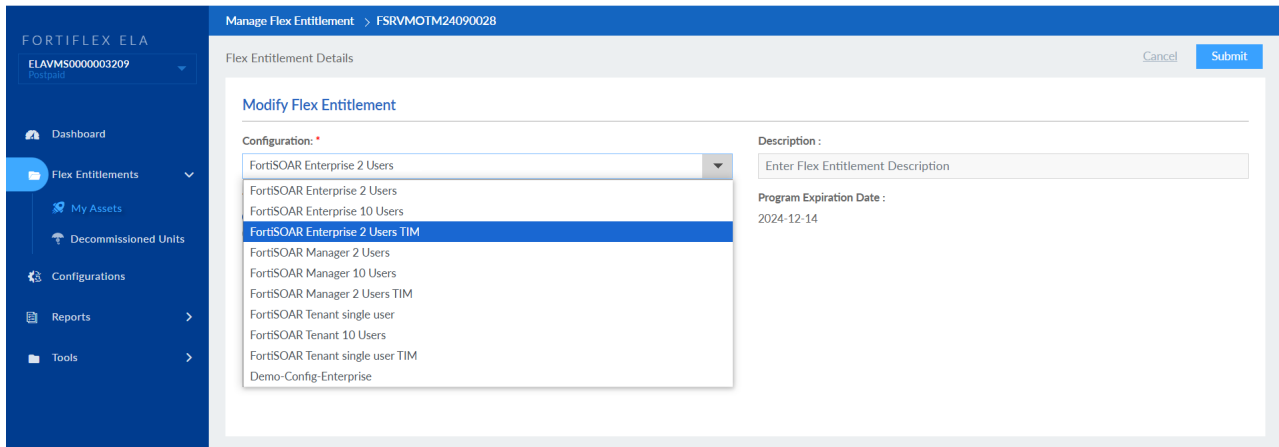 FORTIFLEX ELA
ELAVMS0000003209
Postpaid
Dashboard
Flex Entitlements
My Assets
Decommissioned Units
Configurations
Reports
Tools
Manage Flex Entitlement > FSRVMOTM24090028
Flex Entitlement Details
Cancel
Submit
Modify Flex Entitlement
Configuration: *
FortiSOAR Enterprise 2 Users
FortiSOAR Enterprise 2 Users
FortiSOAR Enterprise 10 Users
FortiSOAR Enterprise 2 Users TIM
FortiSOAR Manager 2 Users
FortiSOAR Manager 10 Users
FortiSOAR Manager 2 Users TIM
FortiSOAR Tenant single user
FortiSOAR Tenant 10 Users
FortiSOAR Tenant single user TIM
Demo-Config-Enterprise
Description :
Enter Flex Entitlement Description
Program Expiration Date :
2024-12-14